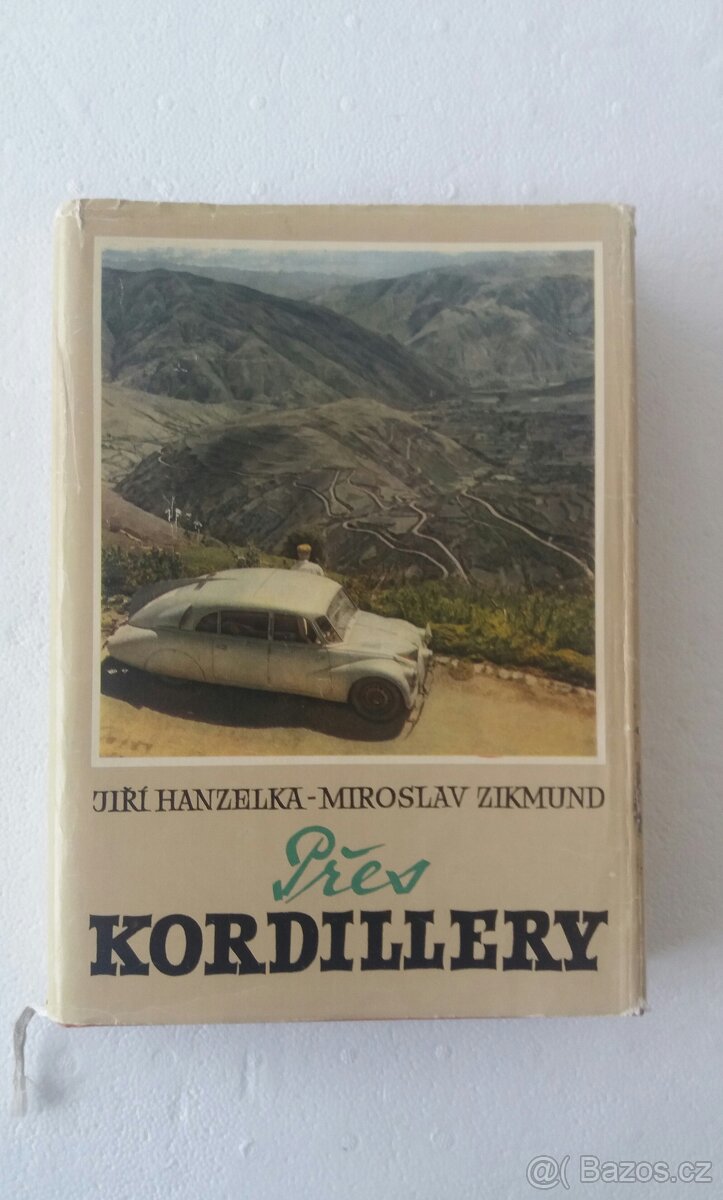 JIŘÍ HANZELKA-MIROSLAV ZIKMUND
Přes
KORDILLERY
@( Bazos.cz